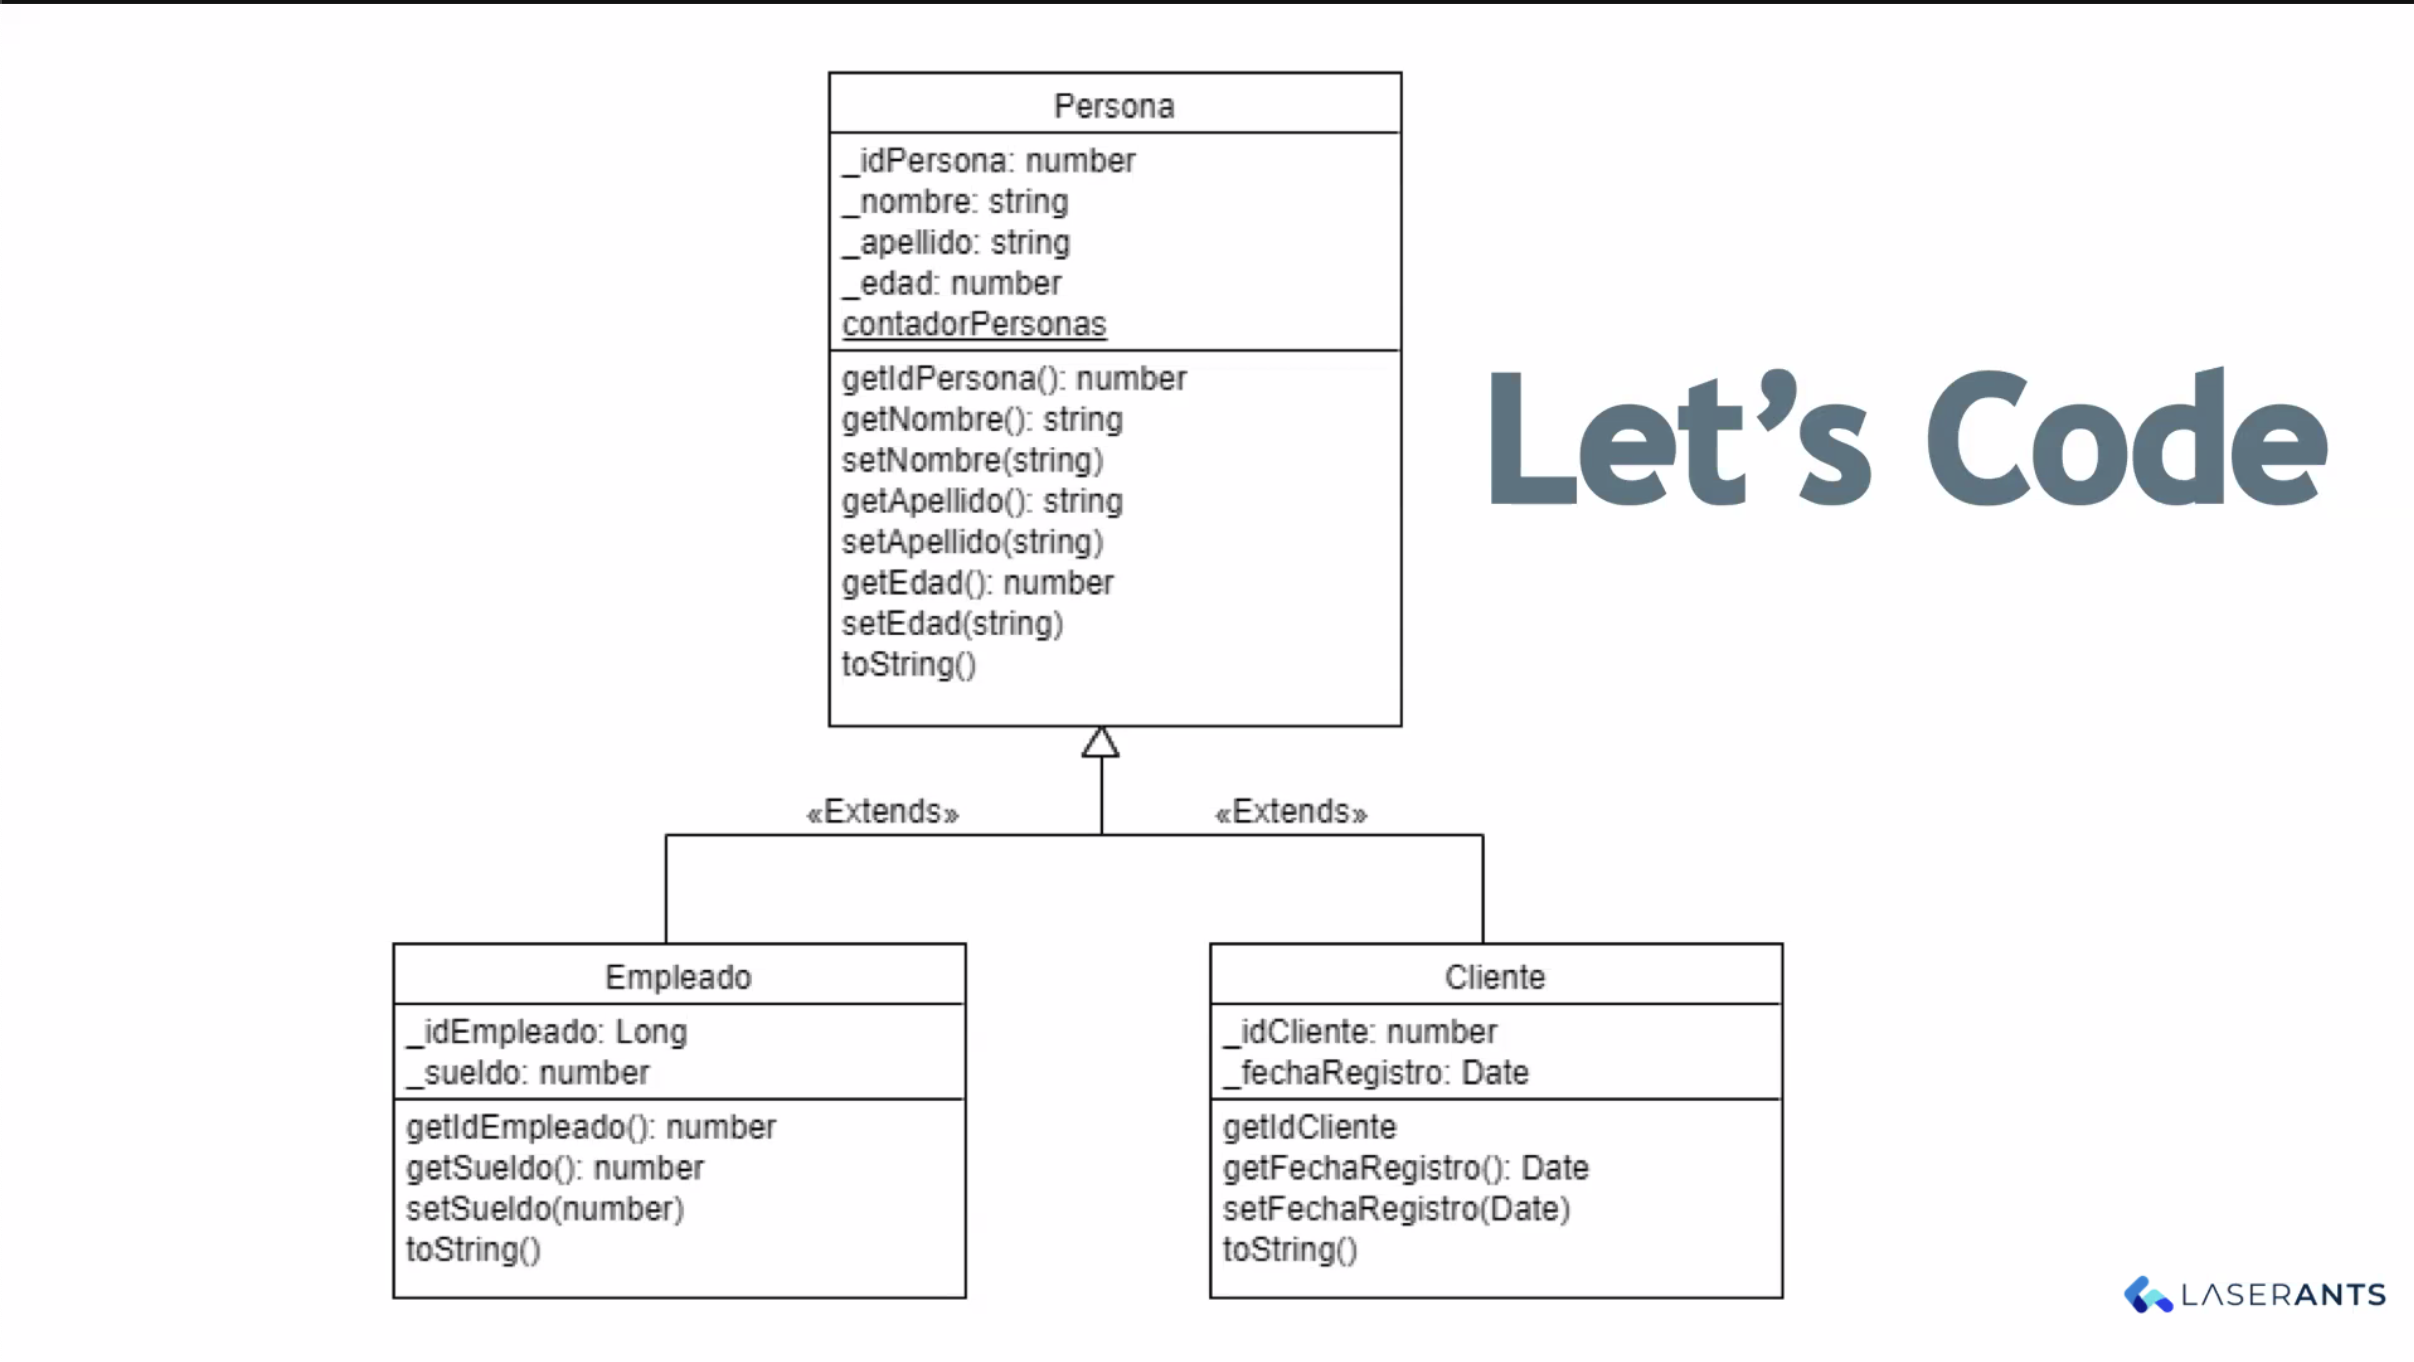 Persona
_idPersona: number
_nombre: string
_apellido: string
_edad: number
contadorPersonas
getIdPersona(): number
getNombre(): string
setNombre(string)
getApellido(): string
setApellido(string)
getEdad(): number
setEdad(string)
toString()
Let's Code
«Extends»
«Extends»
Empleado
_idEmpleado: Long
_sueldo: number
getIdEmpleado(): number
getSueldo(): number
setSueldo(number)
toString()
Cliente
_idCliente: number
_fechaRegistro: Date
getIdCliente
getFechaRegistro(): Date
setFechaRegistro(Date)
toString()
LASERANTS